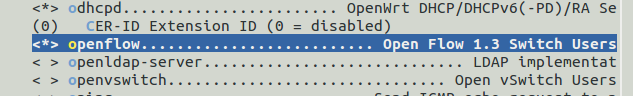 <*> odhcpd........................ OpenWrt DHCP/DHCPv6(-PD)/RA Se
(0)   CER-ID Extension ID (0 = disabled)
<*> openflow.......................... Open Flow 1.3 Switch Users
< > openldap-server............................. LDAP implementat
< > openvswitch............................. Open vSwitch Users